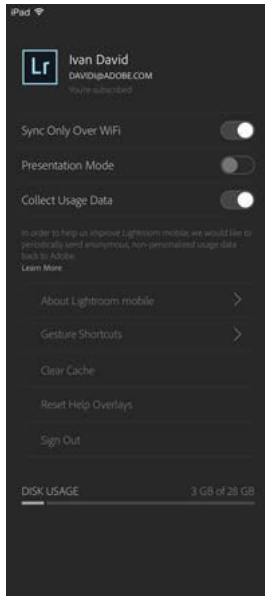 iPad
Lr
Ivan David
DAVIDI@ADOBE.COM
You're subscribed
Sync Only Over WiFi
Presentation Mode
Collect Usage Data
In order to help us improve Lightroom mobile, we would like to
periodically send anonymous, non-personalized usage data
back to Adobe.
Learn More
About Lightroom mobile
Gesture Shortcuts
Clear Cache
Reset Help Overlays
Sign Out
DISK USAGE 3 GB of 28 GB